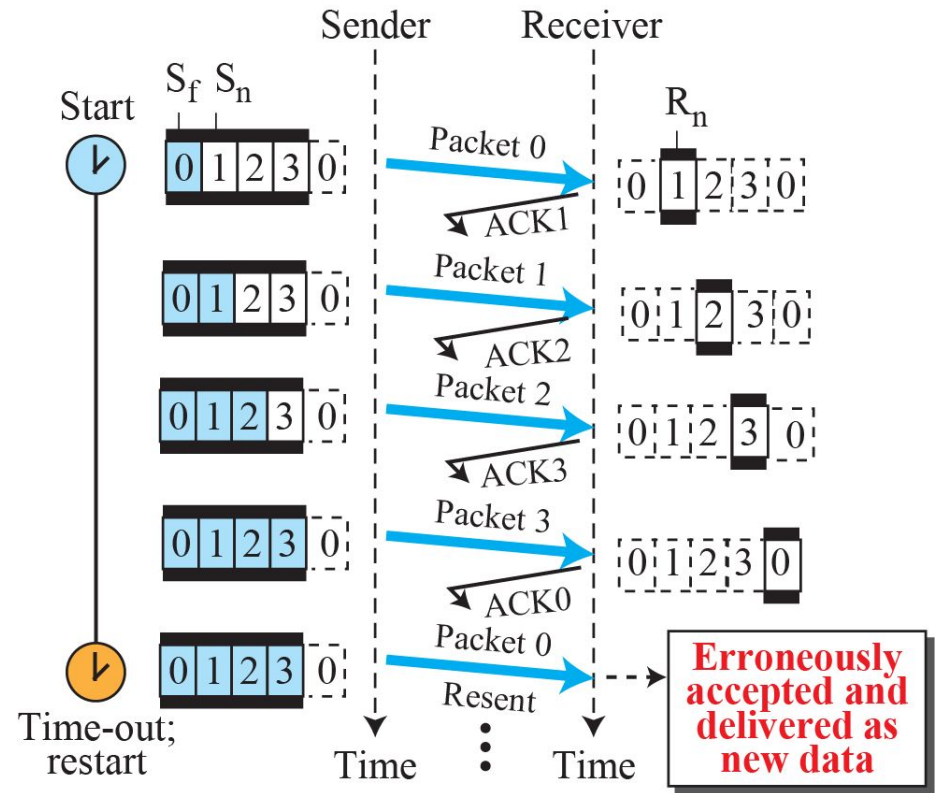 Sender Receiver
Sf Sn
Rn
Start
Packet 0
0 1 2 3 0
0 1 2 3 0
ACK1
Packet 1
0 1 2 3 0
0 1 2 3 0
ACK2
Packet 2
0 1 2 3 0
0 1 2 3 0
ACK3
Packet 3
0 1 2 3 0
0 1 2 3 0
ACK0
Packet 0
0 1 2 3 0
Resent
Erroneously
accepted and
delivered as
new data
Time-out;
restart
Time
Time